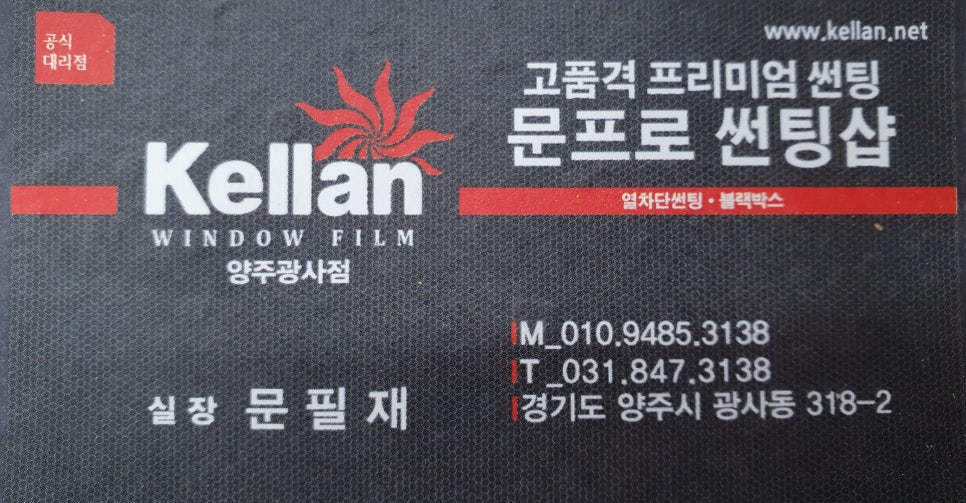 공식
대리점
www.kellan.net
고품격 프리미엄 썬팅
문프로 썬팅샵
열차단썬팅 · 블랙박스
Kellan
WINDOW FILM
양주광사점
실장 문필재
M_010.9485.3138
T_031.847.3138
경기도 양주시 광사동 318-2